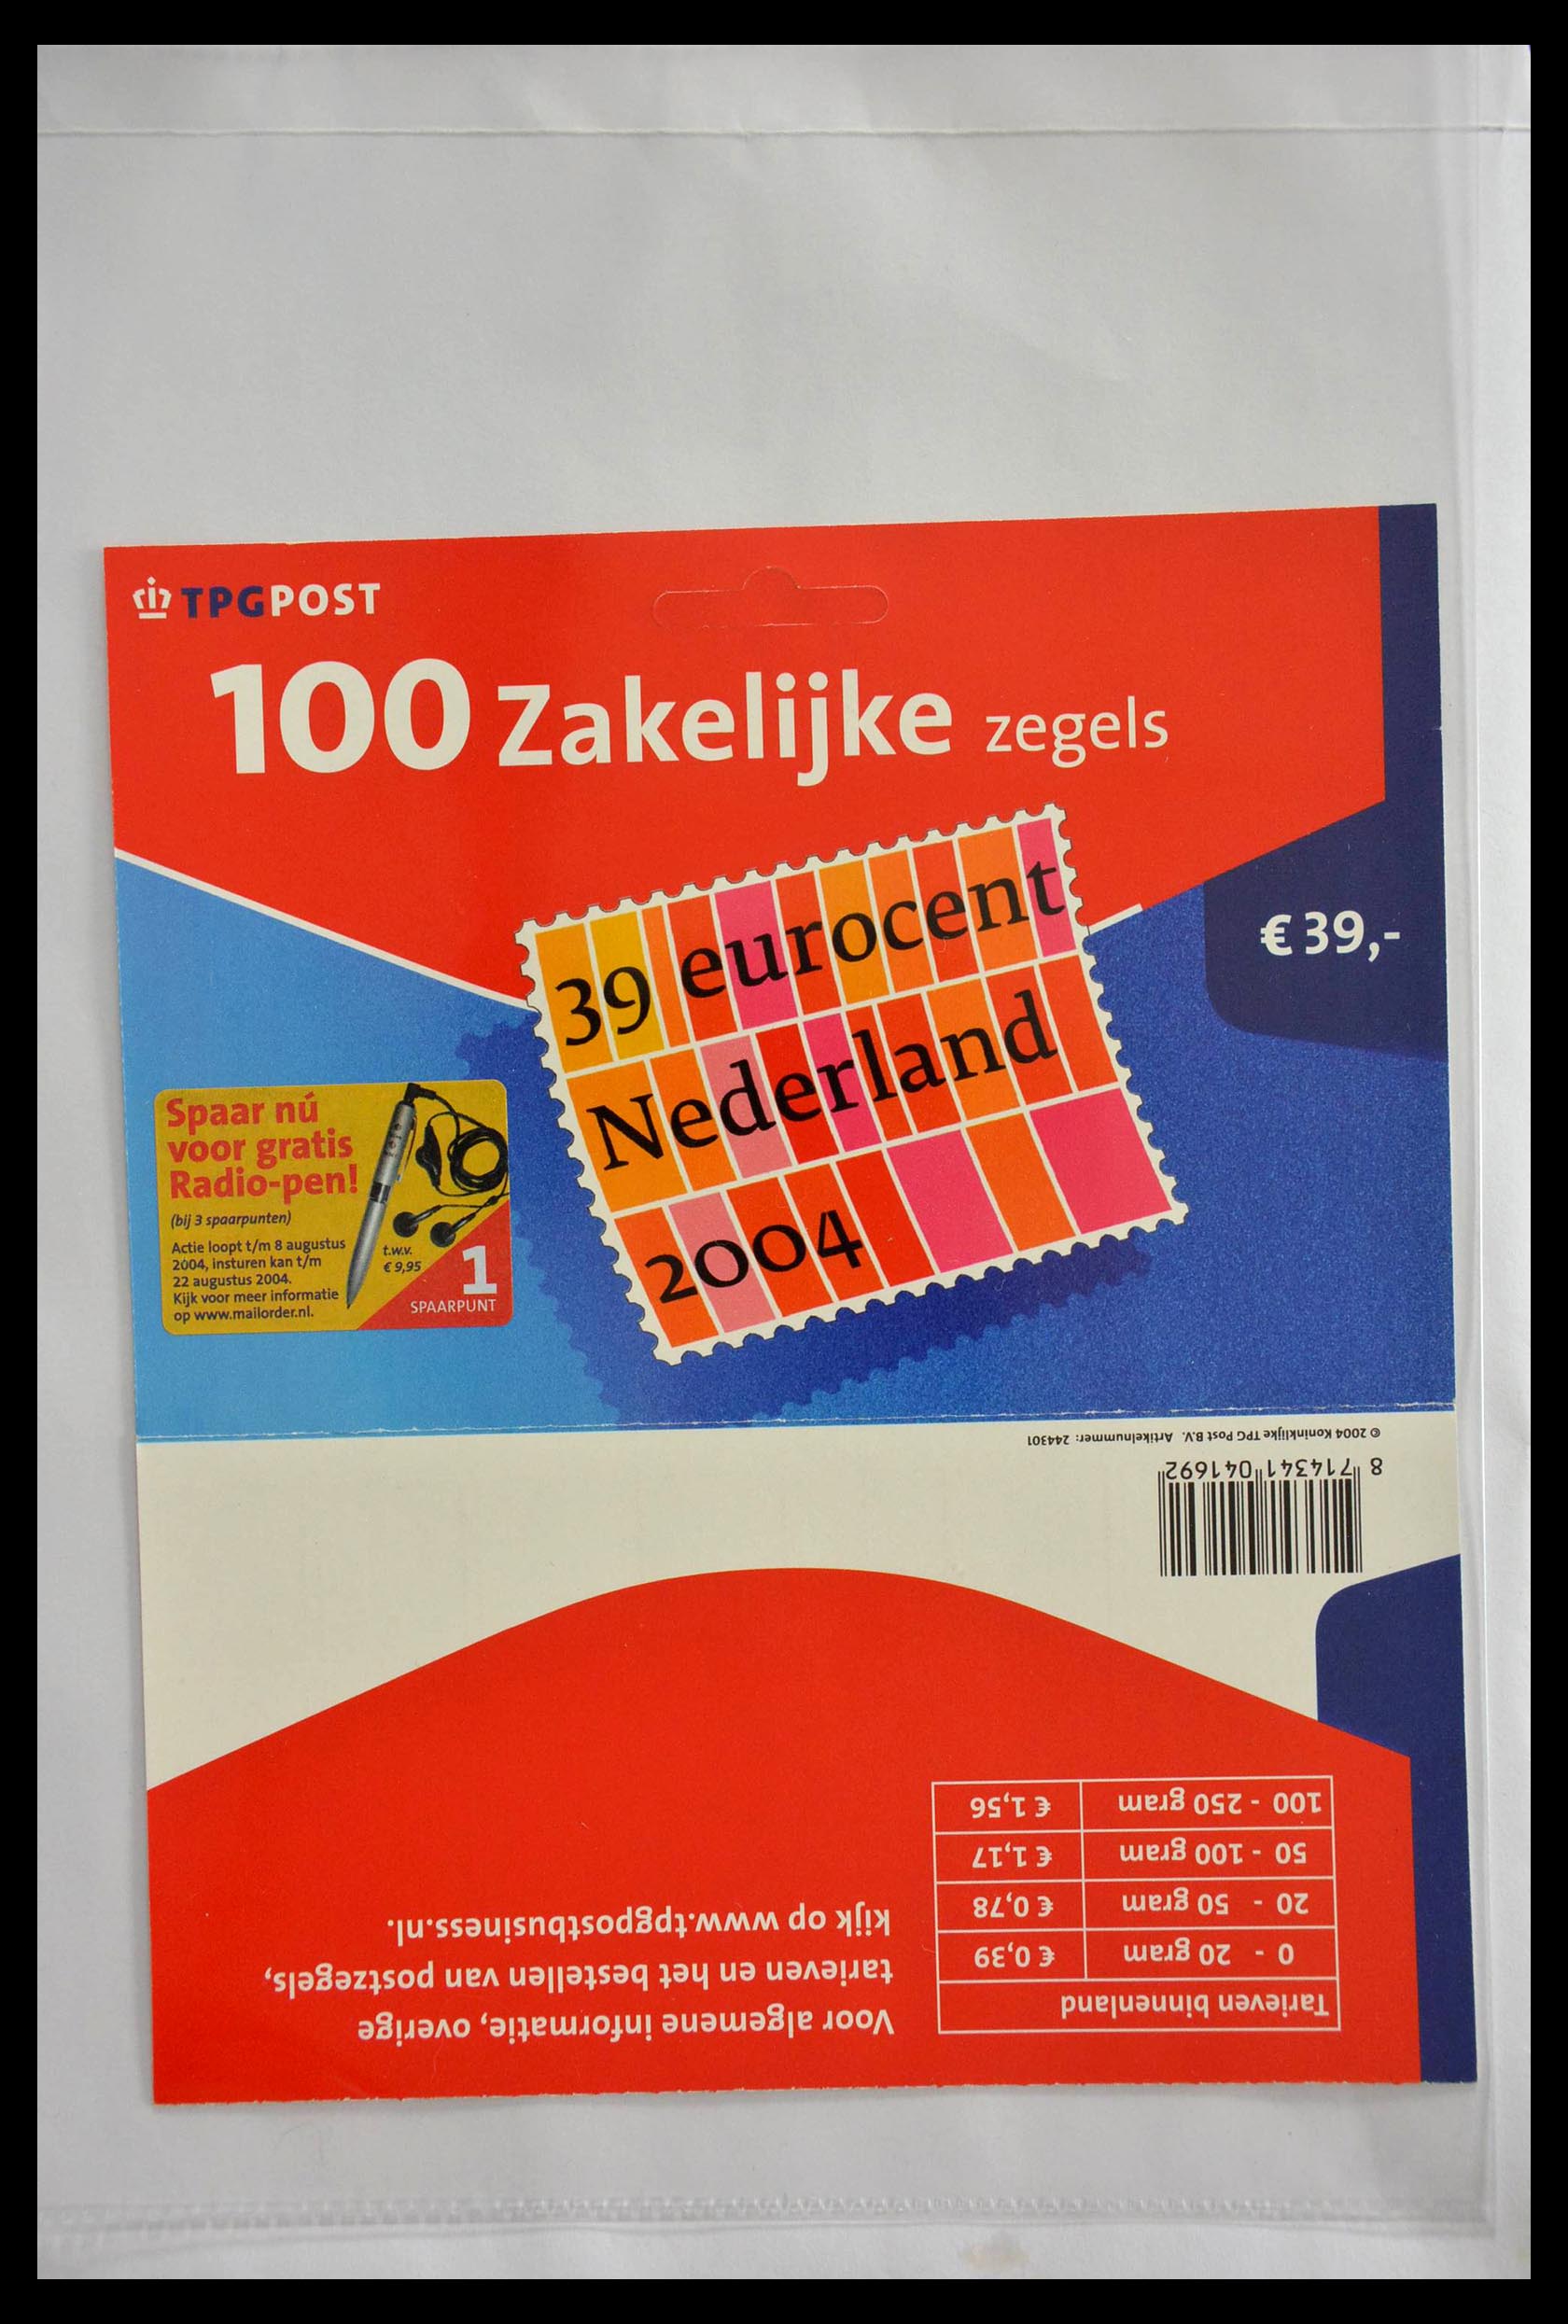 TPGPOST
100 Zakelijke zegels
39 eurocent
Nederland
2004
€ 39,-
Spaar nú
voor gratis
Radio-pen!
(bij 3 spaarpunten)
Actie loopt t/m 8 augustus
2004, insturen kan t/m
22 augustus 2004.
Kijk voor meer informatie
op www.mailorder.nl.
t.w.v.
€ 9,95
1
SPAARPUNT
Tarieven binnenland
0 - 20 gram € 0,39
20 - 50 gram € 0,78
50 - 100 gram € 1,17
100 - 250 gram € 1,56
Voor algemene informatie, overige
tarieven en het bestellen van postzegels,
kijk op www.tpgpostbusiness.nl.
8 714341 041692
© 2004 Koninklijke TPG Post B.V. Artikelnummer: 244301